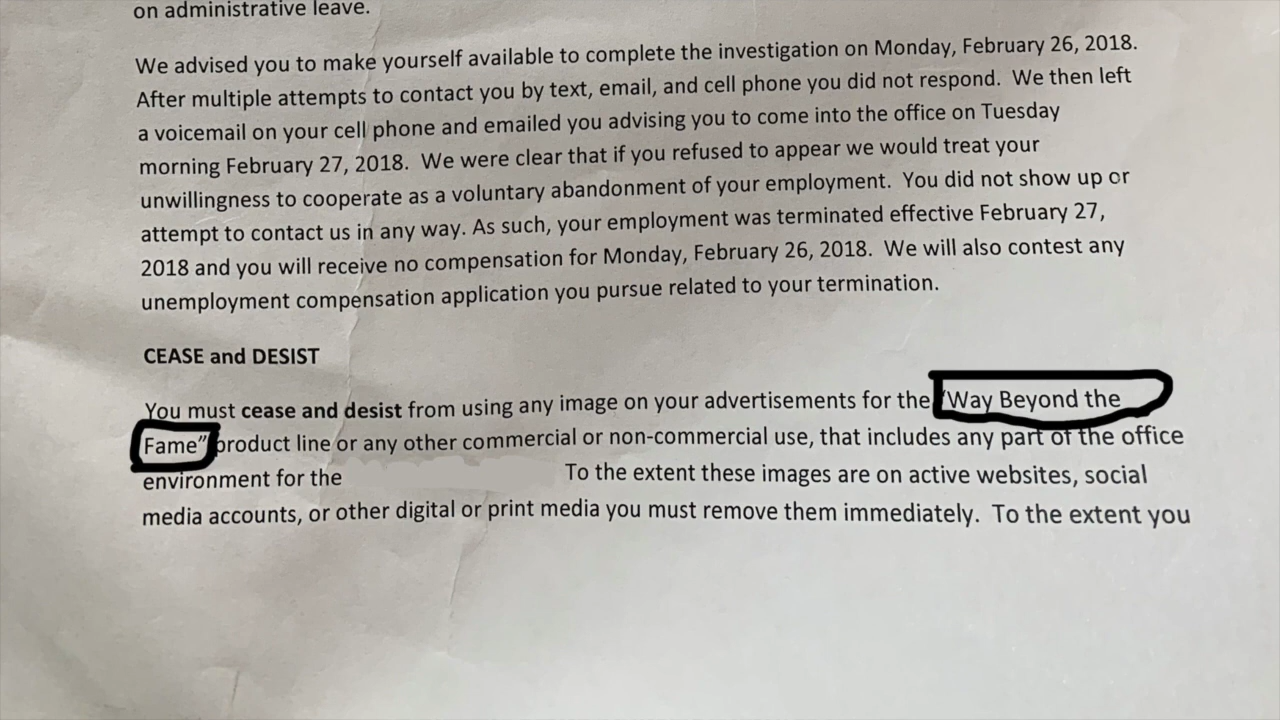 on administrative leave.
We advised you to make yourself available to complete the investigation on Monday, February 26, 2018.
After multiple attempts to contact you by text, email, and cell phone you did not respond. We then left
a voicemail on your cell phone and emailed you advising you to come into the office on Tuesday
morning February 27, 2018. We were clear that if you refused to appear we would treat your
unwillingness to cooperate as a voluntary abandonment of your employment. You did not show up or
attempt to contact us in any way. As such, your employment was terminated effective February 27,
2018 and you will receive no compensation for Monday, February 26, 2018. We will also contest any
unemployment compensation application you pursue related to your termination.
CEASE and DESIST
You must cease and desist from using any image on your advertisements for the "Way Beyond the
Fame" product line or any other commercial or non-commercial use, that includes any part of the office
environment for the To the extent these images are on active websites, social
media accounts, or other digital or print media you must remove them immediately. To the extent you